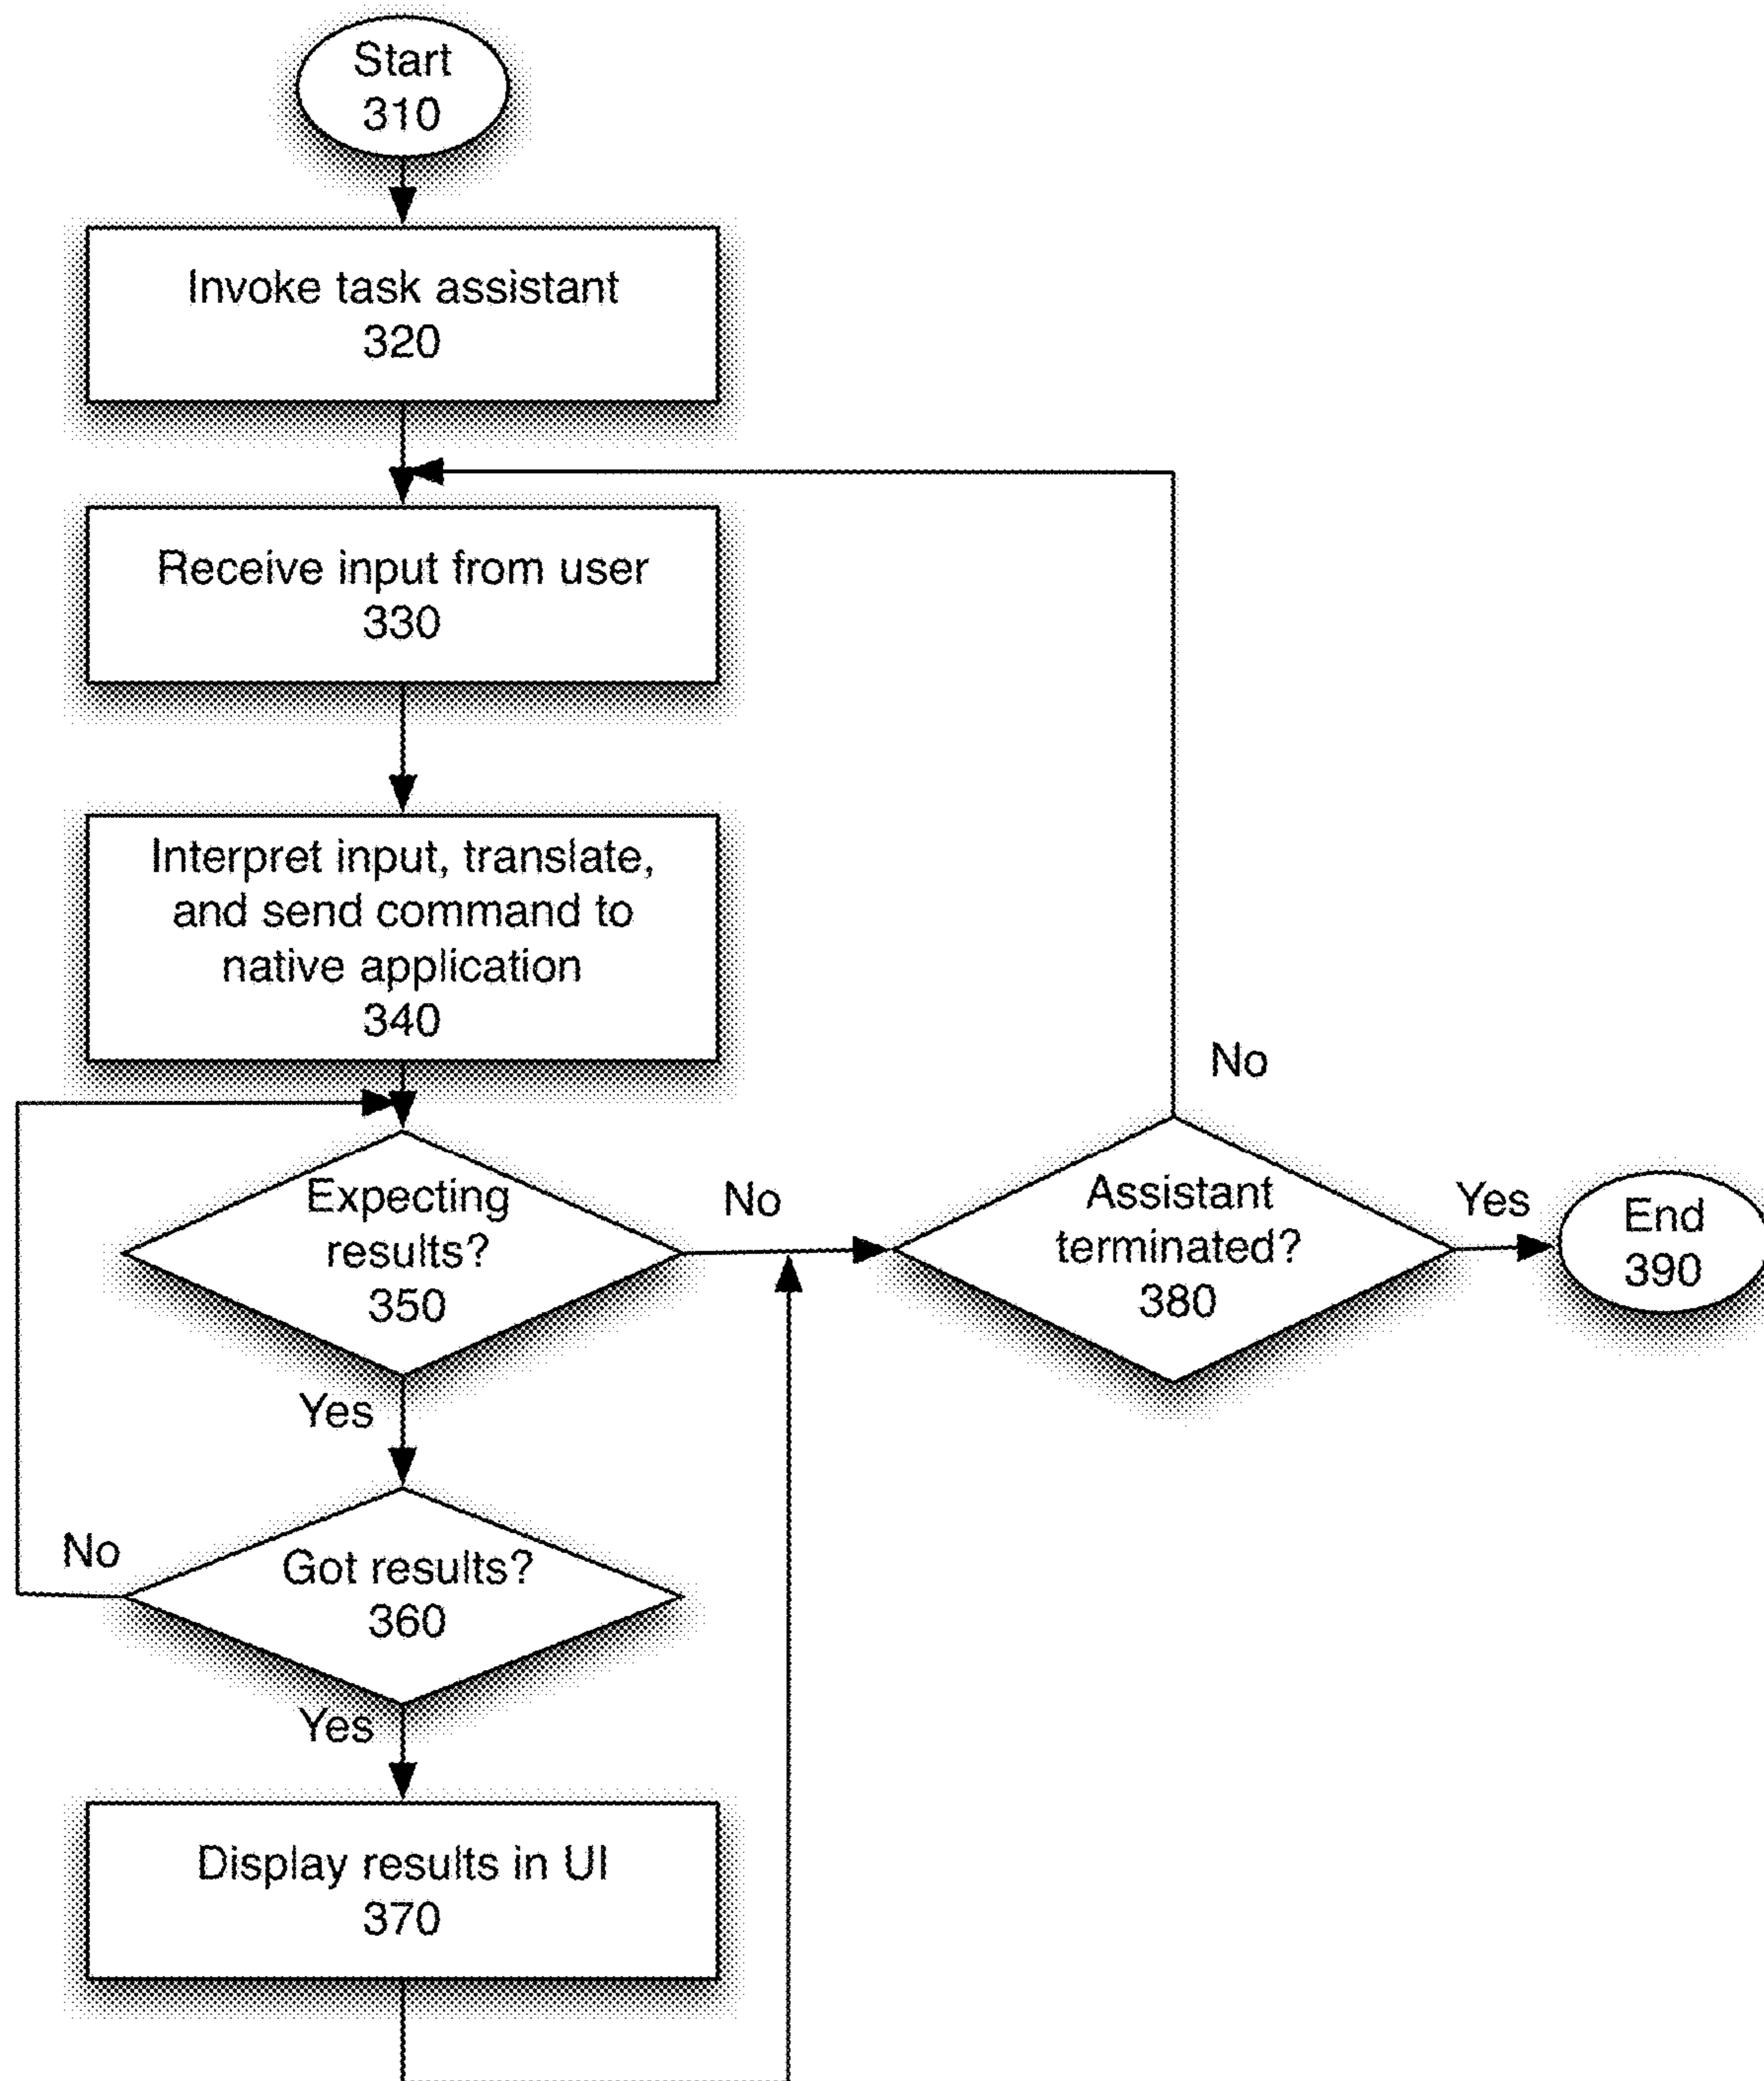 Start
310
Invoke task assistant
320
Receive input from user
330
Interpret input, translate,
and send command to
native application
340
No
Expecting
results?
350
No
Assistant
terminated?
380
Yes
End
390
Yes
No
Got results?
360
Yes
Display results in UI
370